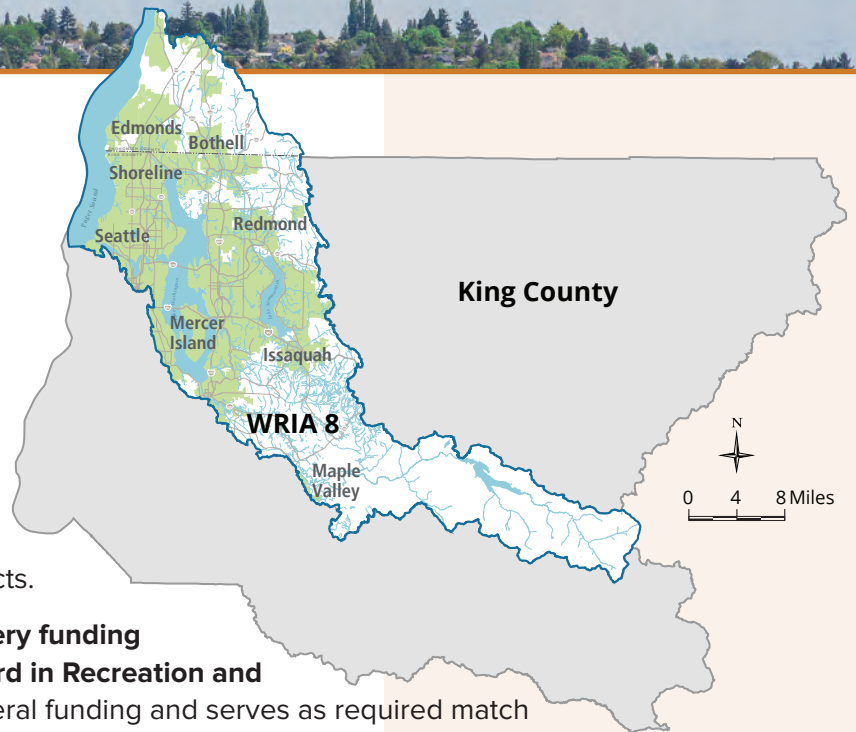 Edmonds
Bothell
Shoreline
Redmond
Seattle
King County
Mercer
Island
Issaquah
WRIA 8
Maple
Valley
N
0 4 8 Miles
cts.
ery funding
rd in Recreation and
eral funding and serves as required match